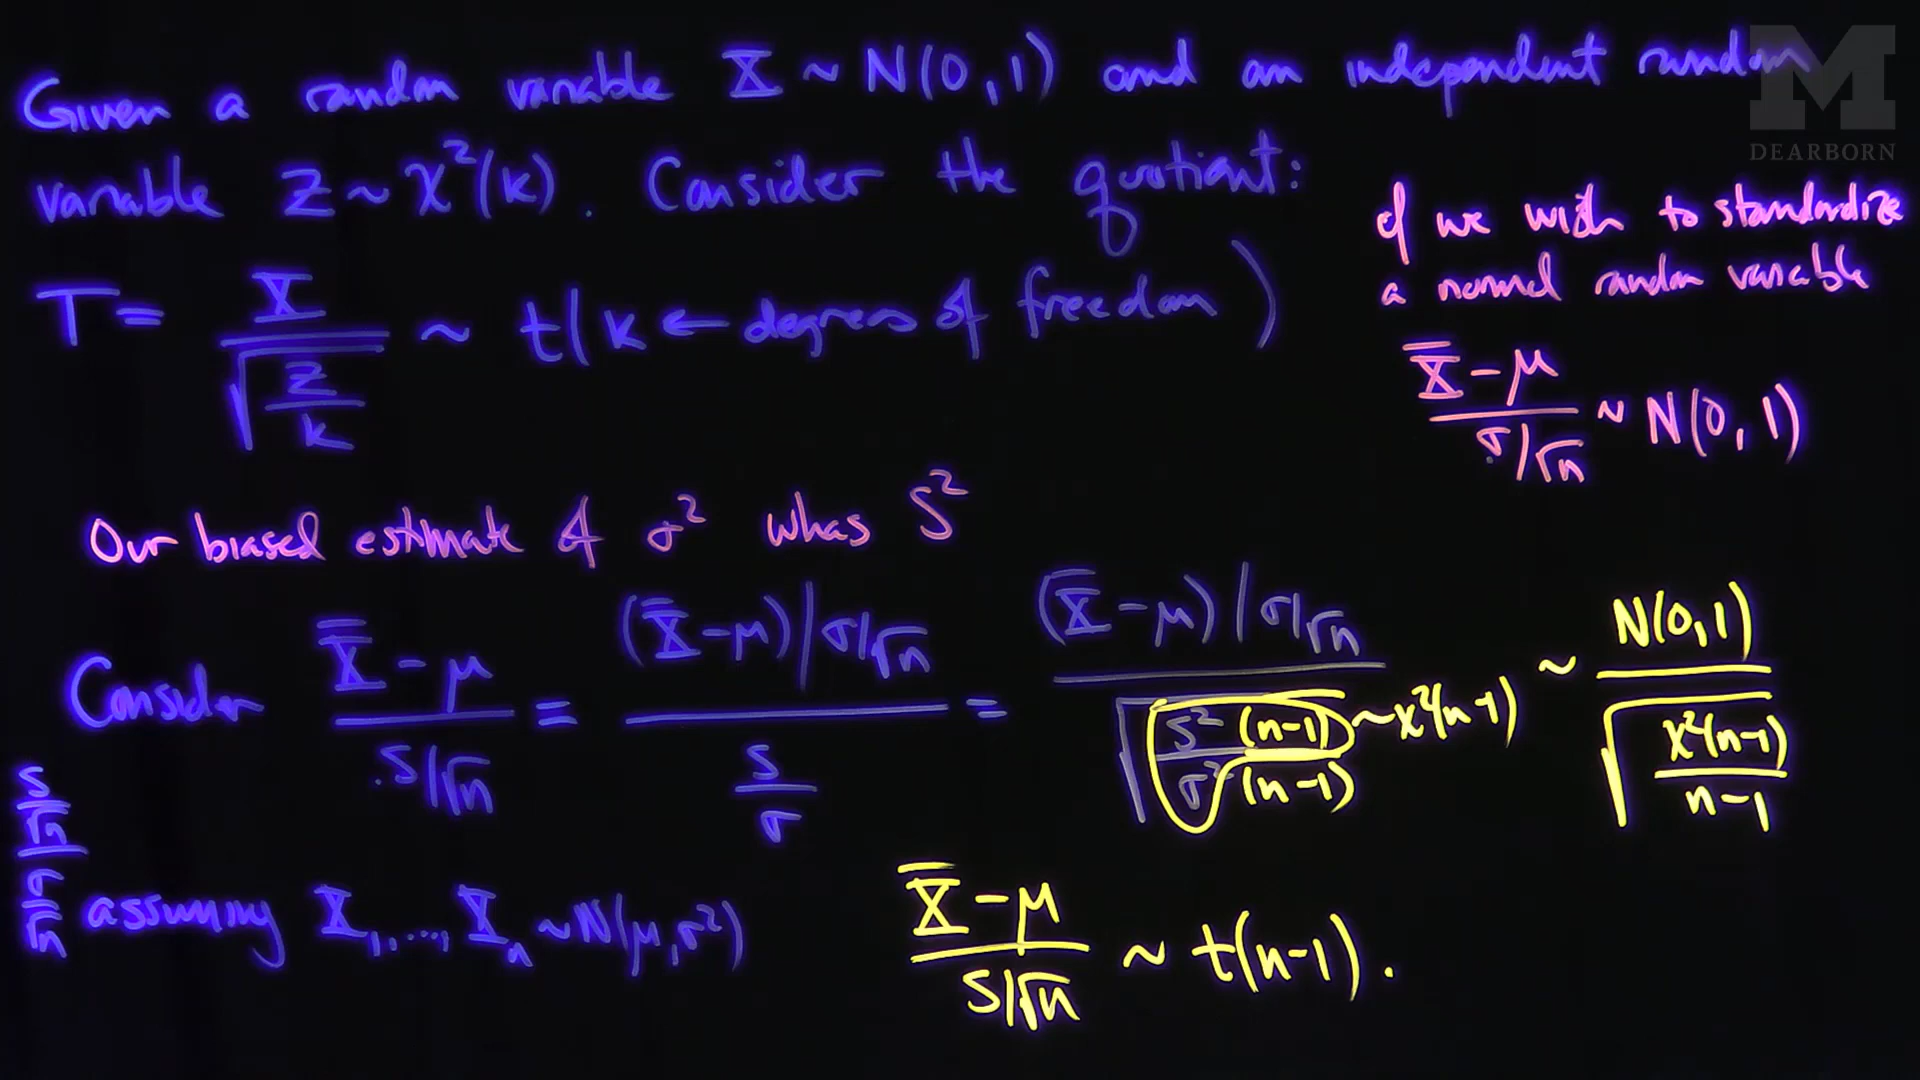 Given a random variable X ~ N(0,1) and an independent random
variable Z ~ χ²(k). Consider the quotient:
T = X / √(Z/k) ~ t(k ← degrees of freedom)
M
DEARBORN
if we wish to standardize
a normal random variable
(X̄ - μ) / (σ/√n) ~ N(0,1)
Our biased estimate of σ² whas S²
Consider (X̄ - μ) / (S/√n) = ((X̄ - μ) / σ/√n) / (S/σ) = ((X̄ - μ) / σ/√n) / √(S² (n-1) / σ² (n-1)) ~ χ²(n-1) ~ N(0,1) / √(χ²(n-1) / (n-1))
(S/√n) / (σ/√n)
assuming X₁, ..., Xₙ ~ N(μ, σ²)
(X̄ - μ) / (S/√n) ~ t(n-1).